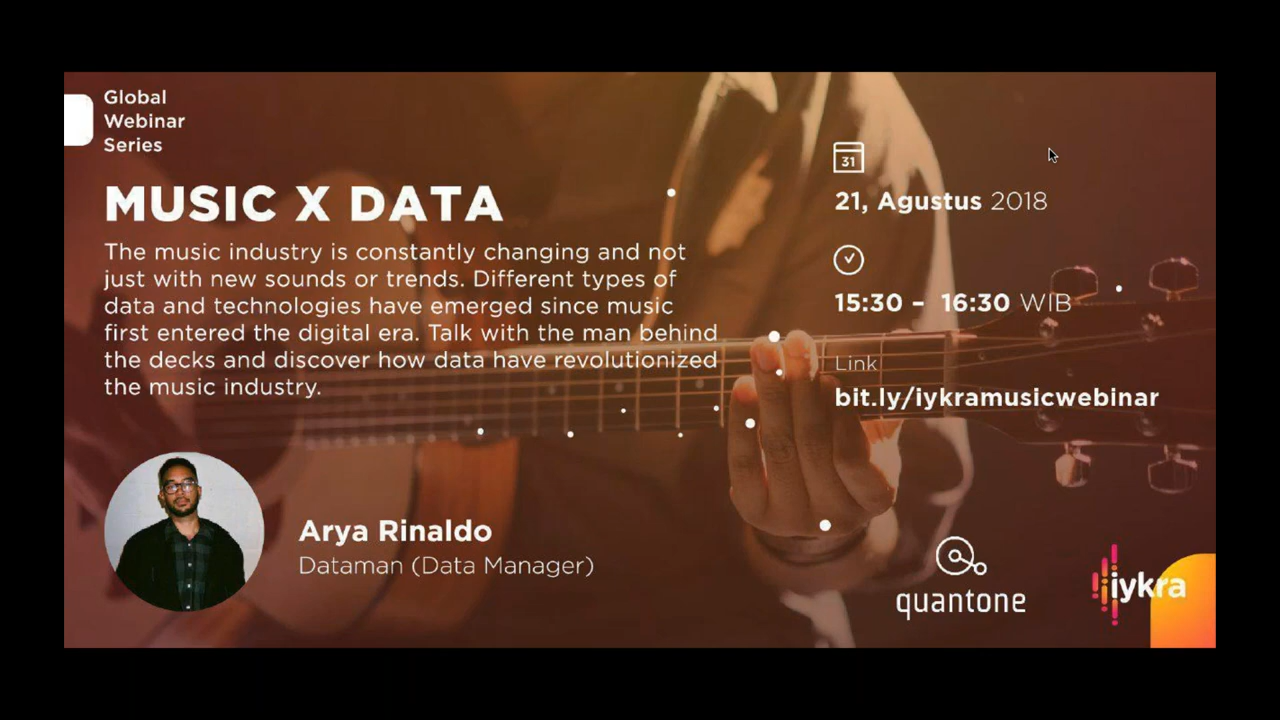 Global
Webinar
Series
MUSIC X DATA
The music industry is constantly changing and not
just with new sounds or trends. Different types of
data and technologies have emerged since music
first entered the digital era. Talk with the man behind
the decks and discover how data have revolutionized
the music industry.
Arya Rinaldo
Dataman (Data Manager)
31
21, Agustus 2018
15:30 – 16:30 WIB
Link
bit.ly/iykramusicwebinar
quantone
iykra